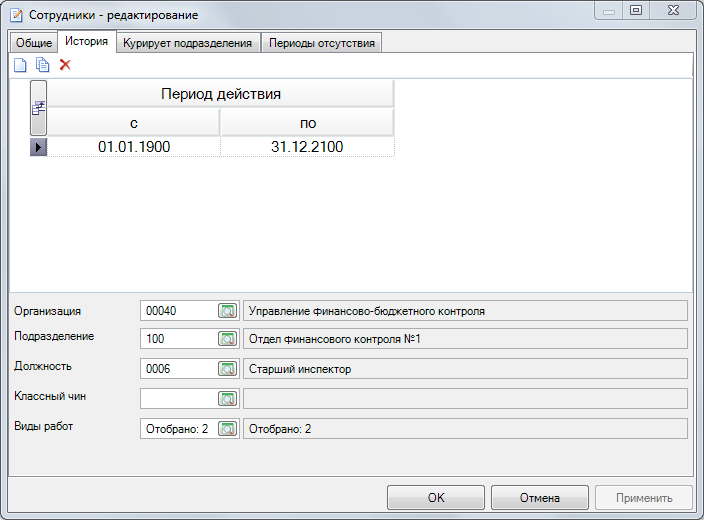 Сотрудники - редактирование
Общие История Курирует подразделения Периоды отсутствия
Период действия
с по
01.01.1900 31.12.2100
Организация 00040 Управление финансово-бюджетного контроля
Подразделение 100 Отдел финансового контроля №1
Должность 0006 Старший инспектор
Классный чин
Виды работ Отобрано: 2 Отобрано: 2
OK Отмена Применить